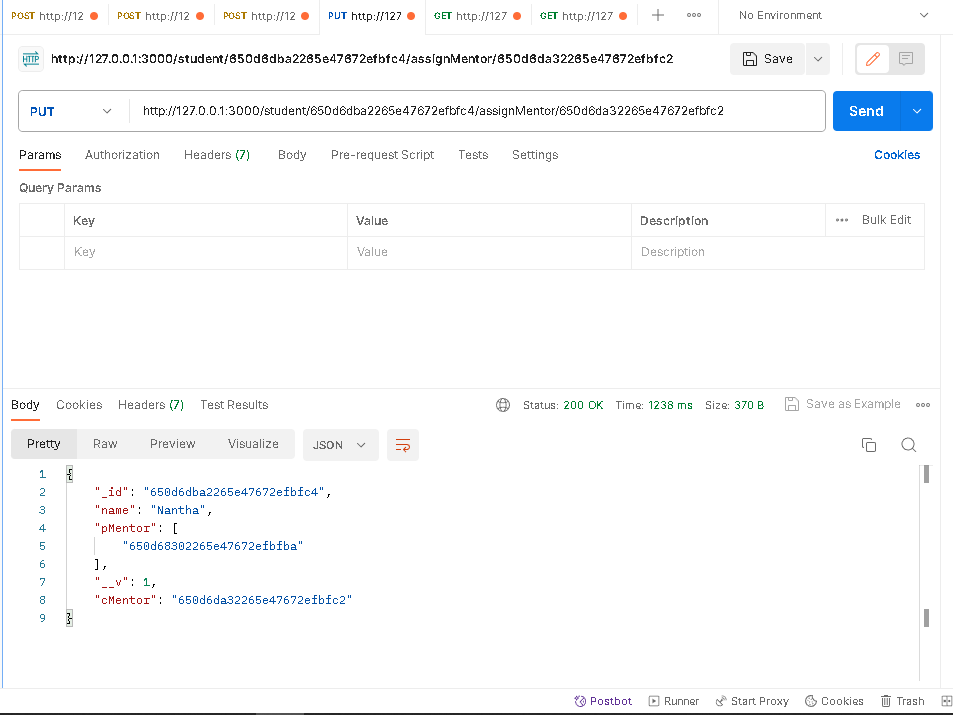 POST http://12 POST http://12 POST http://12 PUT http://127 GET http://127 GET http://127 No Environment
HTTP http://127.0.0.1:3000/student/650d6dba2265e47672efbfc4/assignMentor/650d6da32265e47672efbfc2 Save
PUT http://127.0.0.1:3000/student/650d6dba2265e47672efbfc4/assignMentor/650d6da32265e47672efbfc2 Send
Params Authorization Headers (7) Body Pre-request Script Tests Settings Cookies
Query Params
Key Value Description Bulk Edit
Key Value Description
Body Cookies Headers (7) Test Results Status: 200 OK Time: 1238 ms Size: 370 B Save as Example
Pretty Raw Preview Visualize JSON
1 {
2 "_id": "650d6dba2265e47672efbfc4",
3 "name": "Nantha",
4 "pMentor": [
5 "650d68302265e47672efbfba"
6 ],
7 "__v": 1,
8 "cMentor": "650d6da32265e47672efbfc2"
9 }
Postbot Runner Start Proxy Cookies Trash